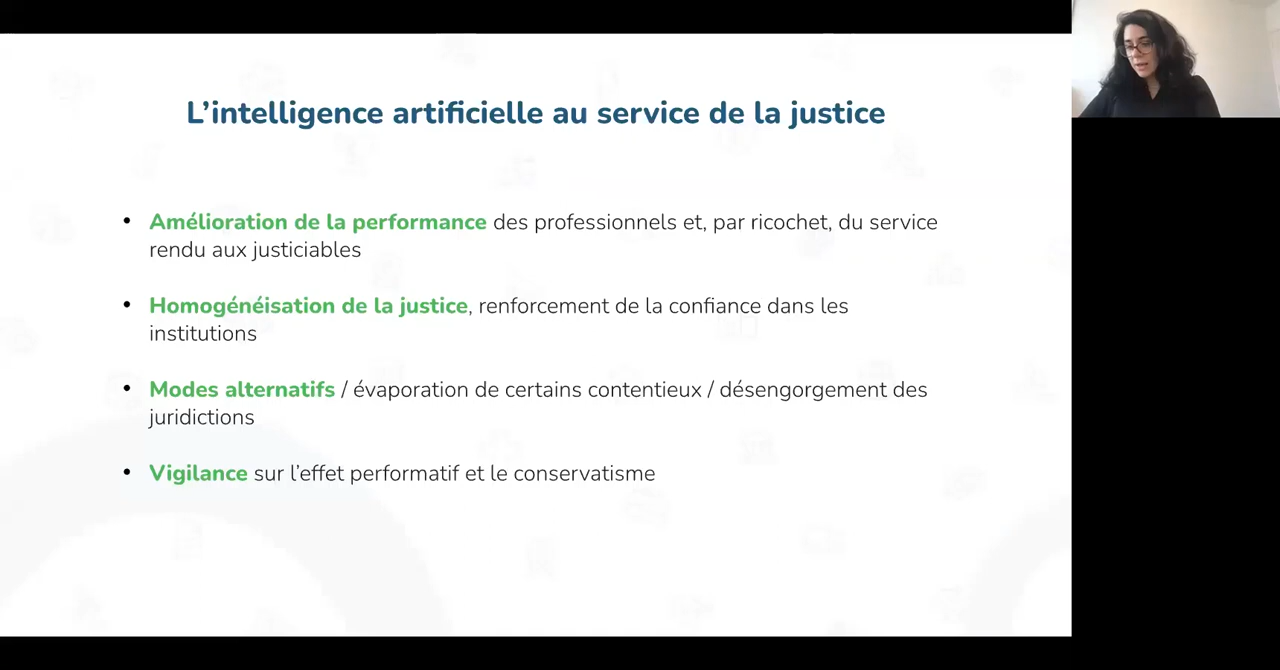 L’intelligence artificielle au service de la justice
• Amélioration de la performance des professionnels et, par ricochet, du service
rendu aux justiciables
• Homogénéisation de la justice, renforcement de la confiance dans les
institutions
• Modes alternatifs / évaporation de certains contentieux / désengorgement des
juridictions
• Vigilance sur l’effet performatif et le conservatisme